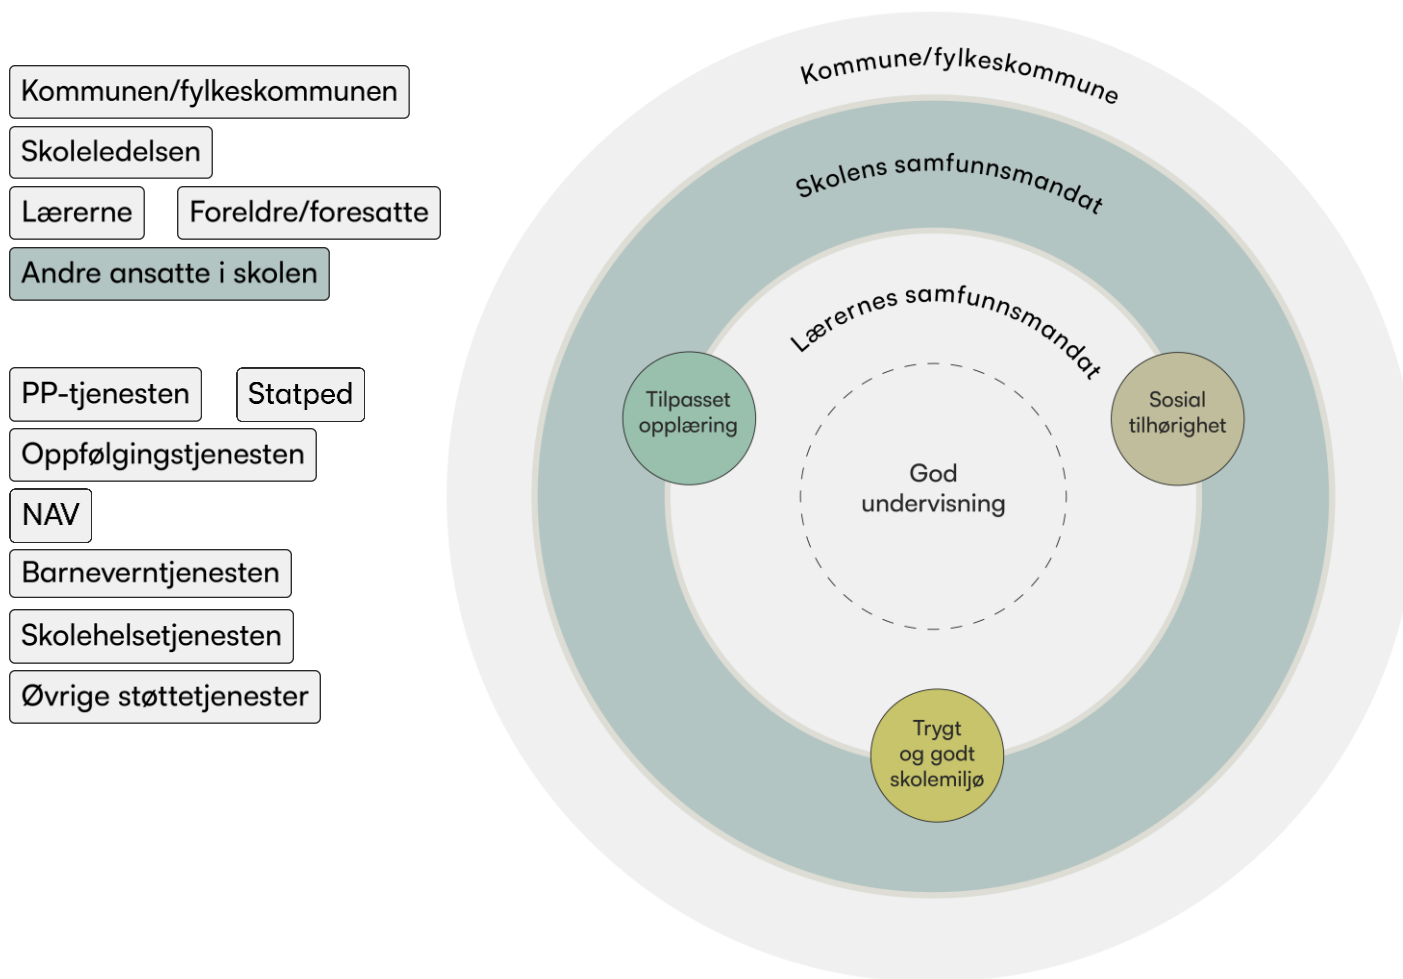 Kommunen/fylkeskommunen
Skoleledelsen
Lærerne
Foreldre/foresatte
Andre ansatte i skolen
PP-tjenesten
Statped
Oppfølgingstjenesten
NAV
Barneverntjenesten
Skolehelsetjenesten
Øvrige støttetjenester
Kommune/fylkeskommune
Skolens samfunnsmandat
Lærernes samfunnsmandat
Tilpasset
opplæring
Sosial
tilhørighet
God
undervisning
Trygt
og godt
skolemiljø